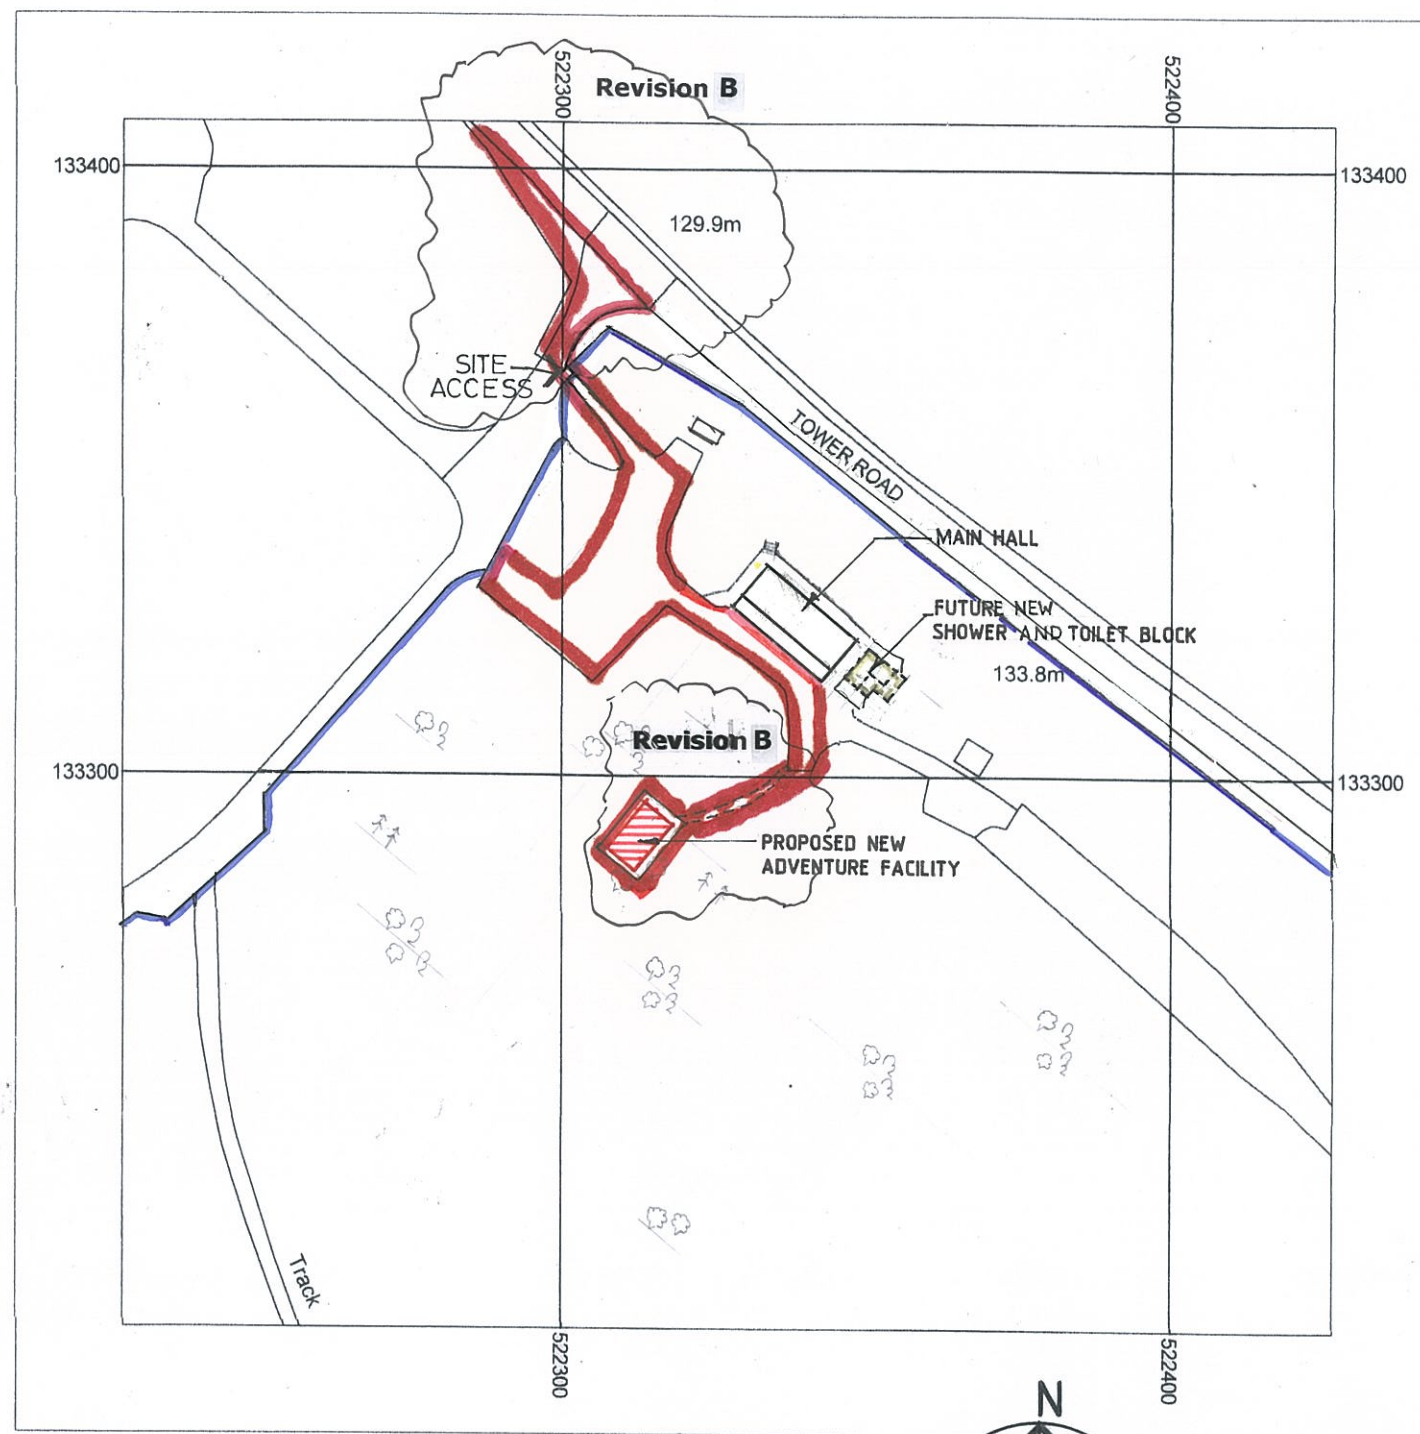 522300
Revision B
522400
133400
133400
129.9m
SITE
ACCESS
TOWER ROAD
MAIN HALL
FUTURE NEW
SHOWER AND TOILET BLOCK
133.8m
Revision B
133300
133300
PROPOSED NEW
ADVENTURE FACILITY
Track
522300
522400
N